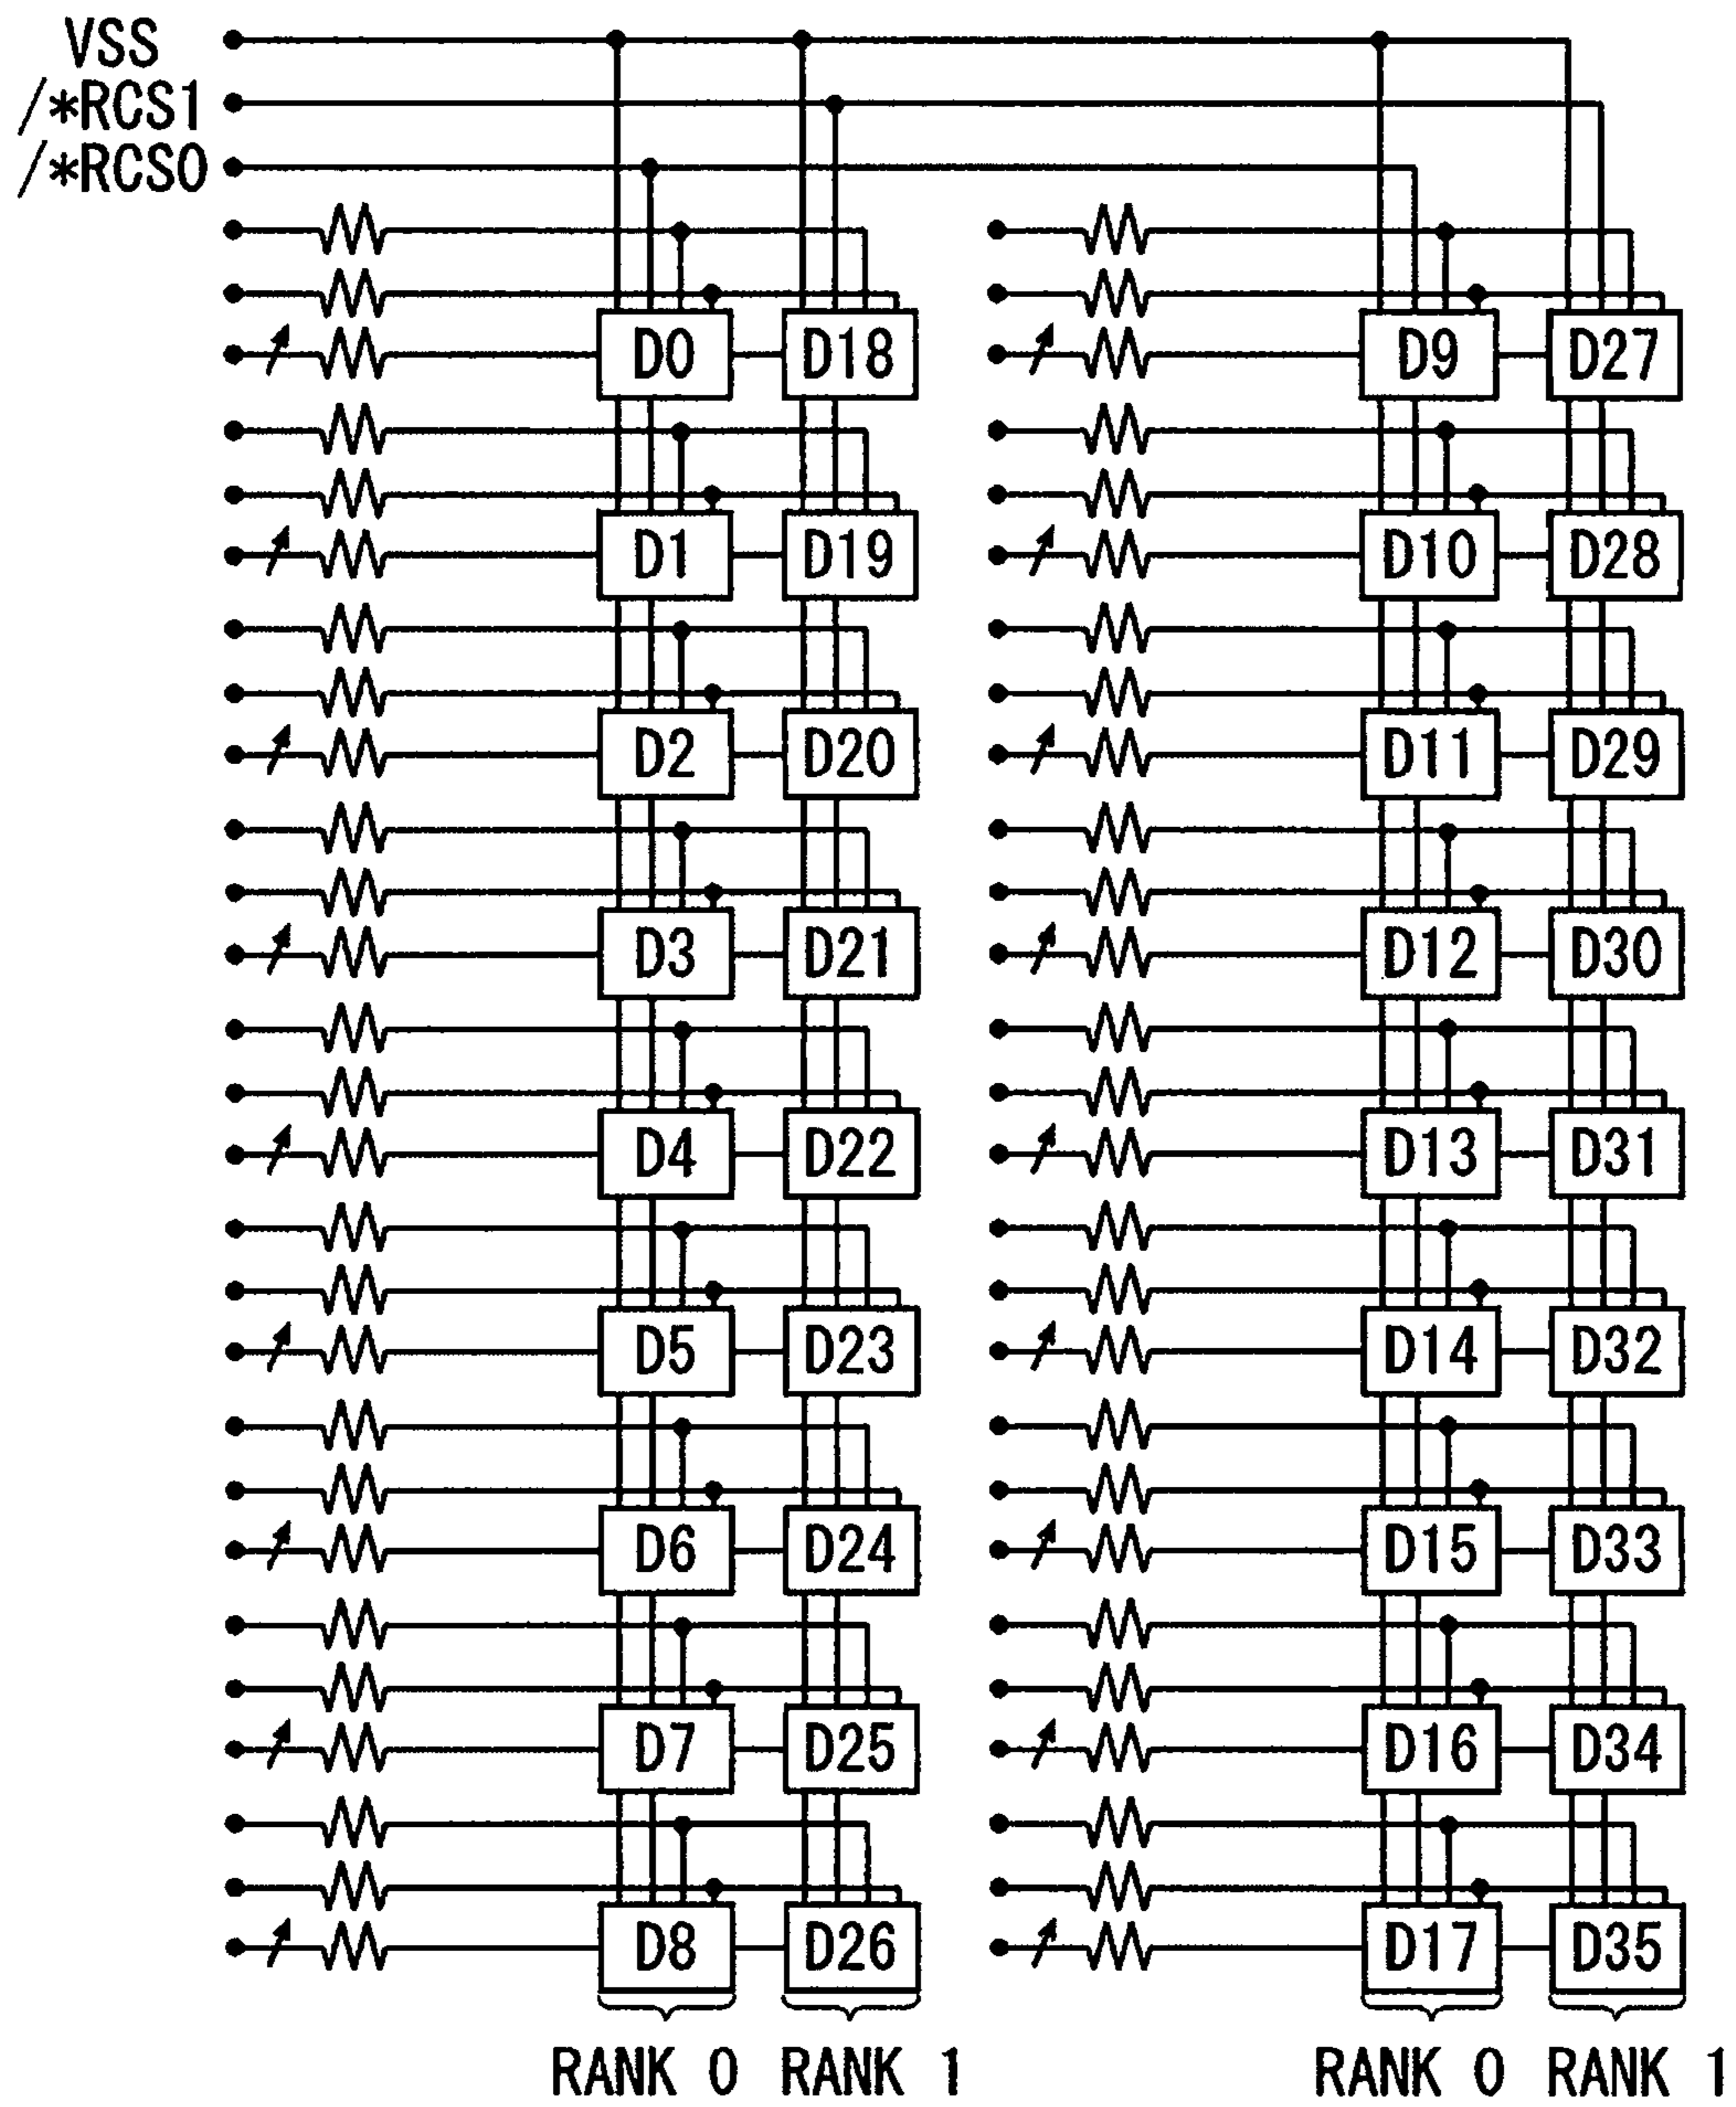 VSS
/*RCS1
/*RCS0
D0 D18 D9 D27
D1 D19 D10 D28
D2 D20 D11 D29
D3 D21 D12 D30
D4 D22 D13 D31
D5 D23 D14 D32
D6 D24 D15 D33
D7 D25 D16 D34
D8 D26 D17 D35
RANK 0 RANK 1 RANK 0 RANK 1